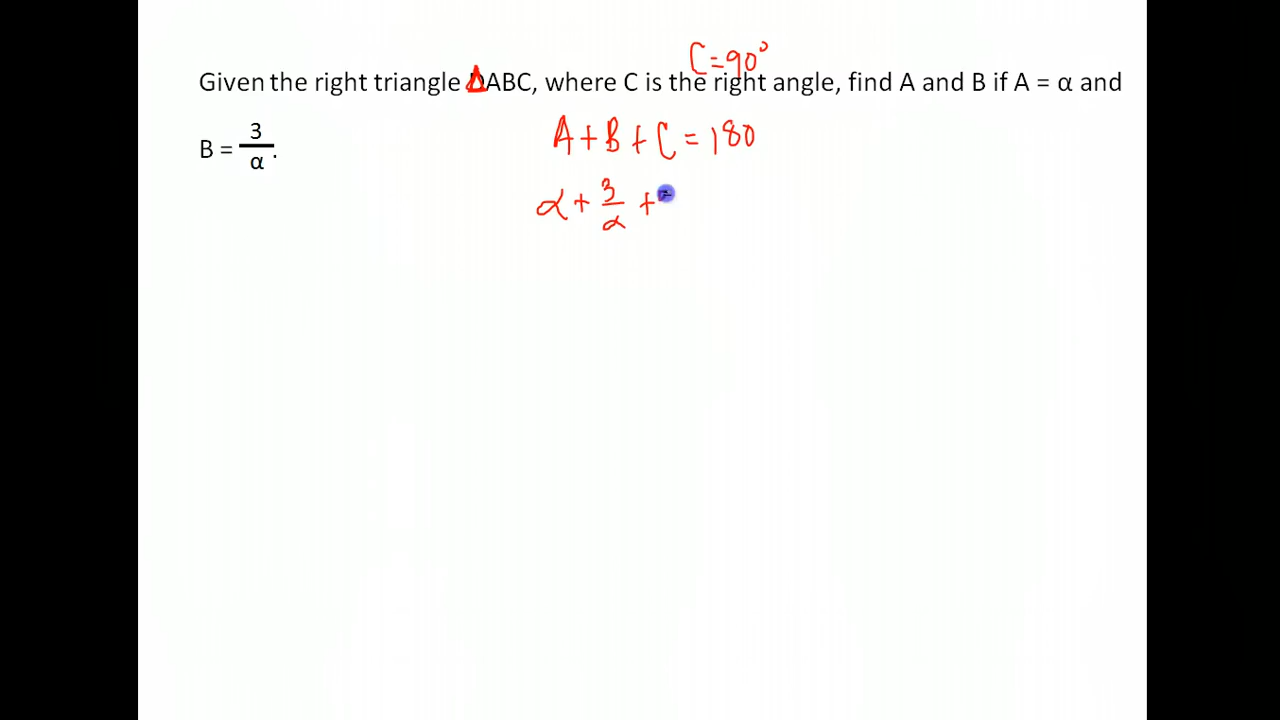 C=90°
Given the right triangle ΔABC, where C is the right angle, find A and B if A = α and
B = 3/α.
A + B + C = 180
α + 3/α +